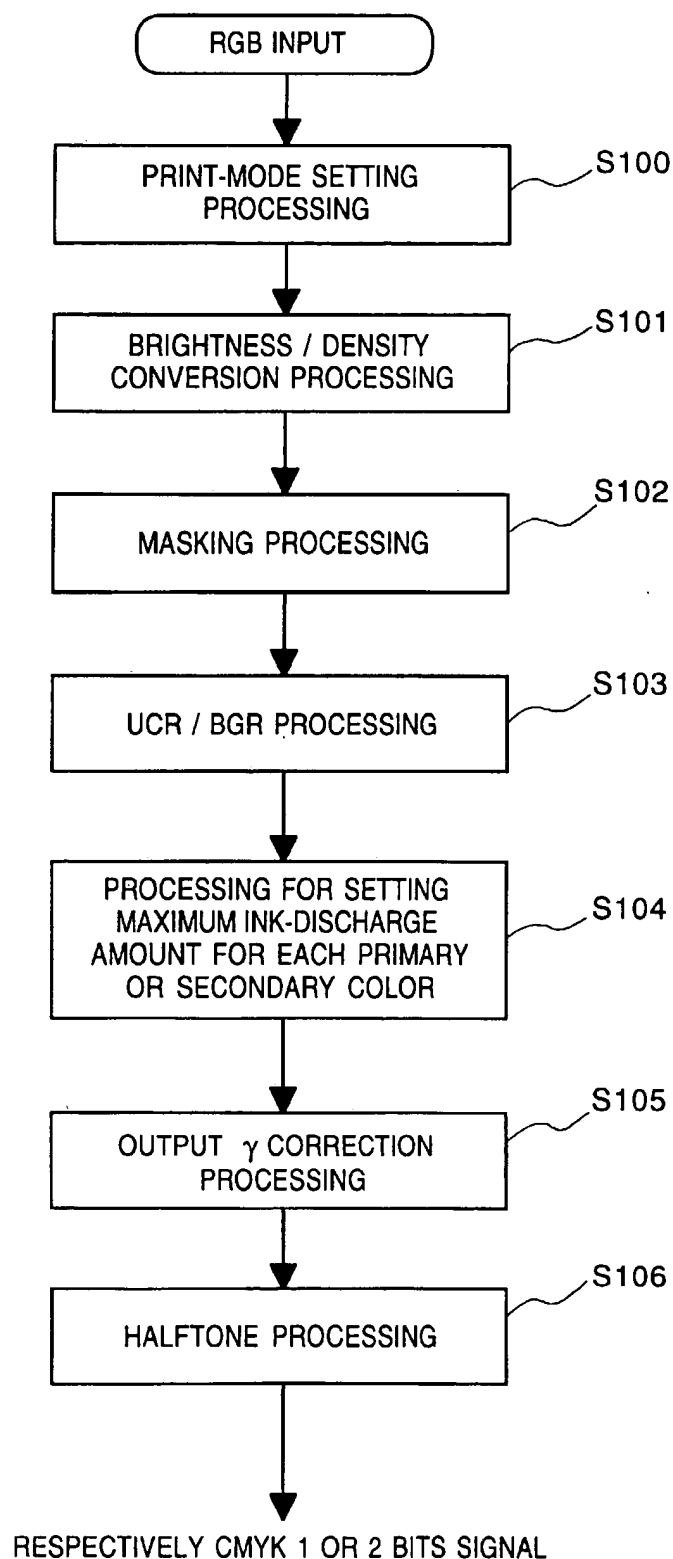 RGB INPUT
PRINT-MODE SETTING
PROCESSING
S100
BRIGHTNESS / DENSITY
CONVERSION PROCESSING
S101
MASKING PROCESSING
S102
UCR / BGR PROCESSING
S103
PROCESSING FOR SETTING
MAXIMUM INK-DISCHARGE
AMOUNT FOR EACH PRIMARY
OR SECONDARY COLOR
S104
OUTPUT γ CORRECTION
PROCESSING
S105
HALFTONE PROCESSING
S106
RESPECTIVELY CMYK 1 OR 2 BITS SIGNAL